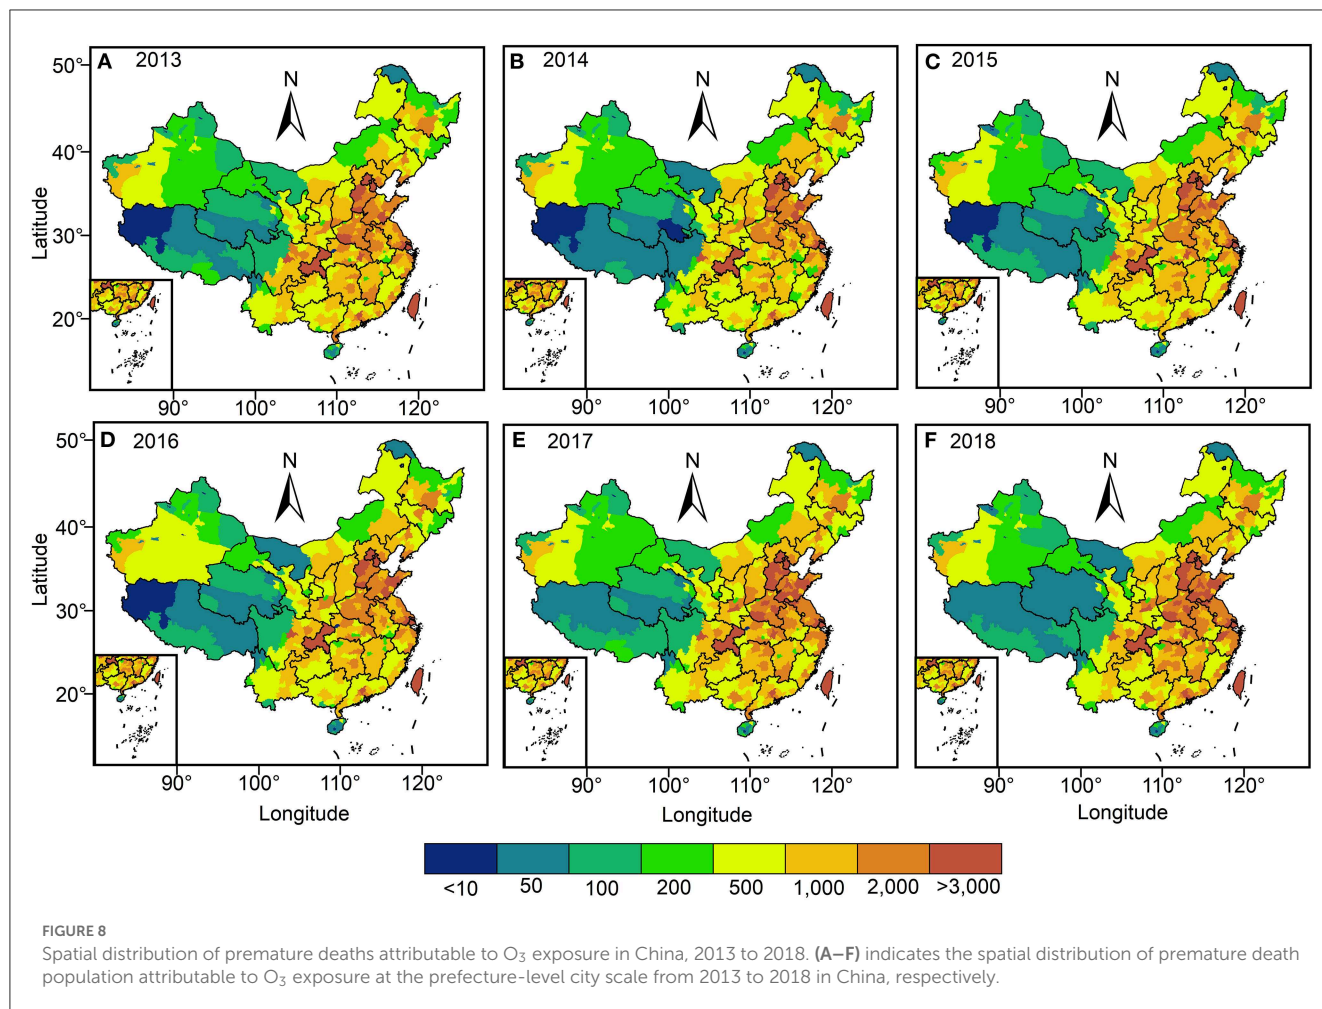 A 2013
B 2014
C 2015
N
N
N
50°
40°
30°
20°
Latitude
90° 100° 110° 120°
90° 100° 110° 120°
90° 100° 110° 120°
D 2016
E 2017
F 2018
N
N
N
50°
40°
30°
20°
Latitude
90° 100° 110° 120°
90° 100° 110° 120°
90° 100° 110° 120°
Longitude
Longitude
Longitude
<10 50 100 200 500 1,000 2,000 >3,000
FIGURE 8
Spatial distribution of premature deaths attributable to O₃ exposure in China, 2013 to 2018. (A–F) indicates the spatial distribution of premature death
population attributable to O₃ exposure at the prefecture-level city scale from 2013 to 2018 in China, respectively.